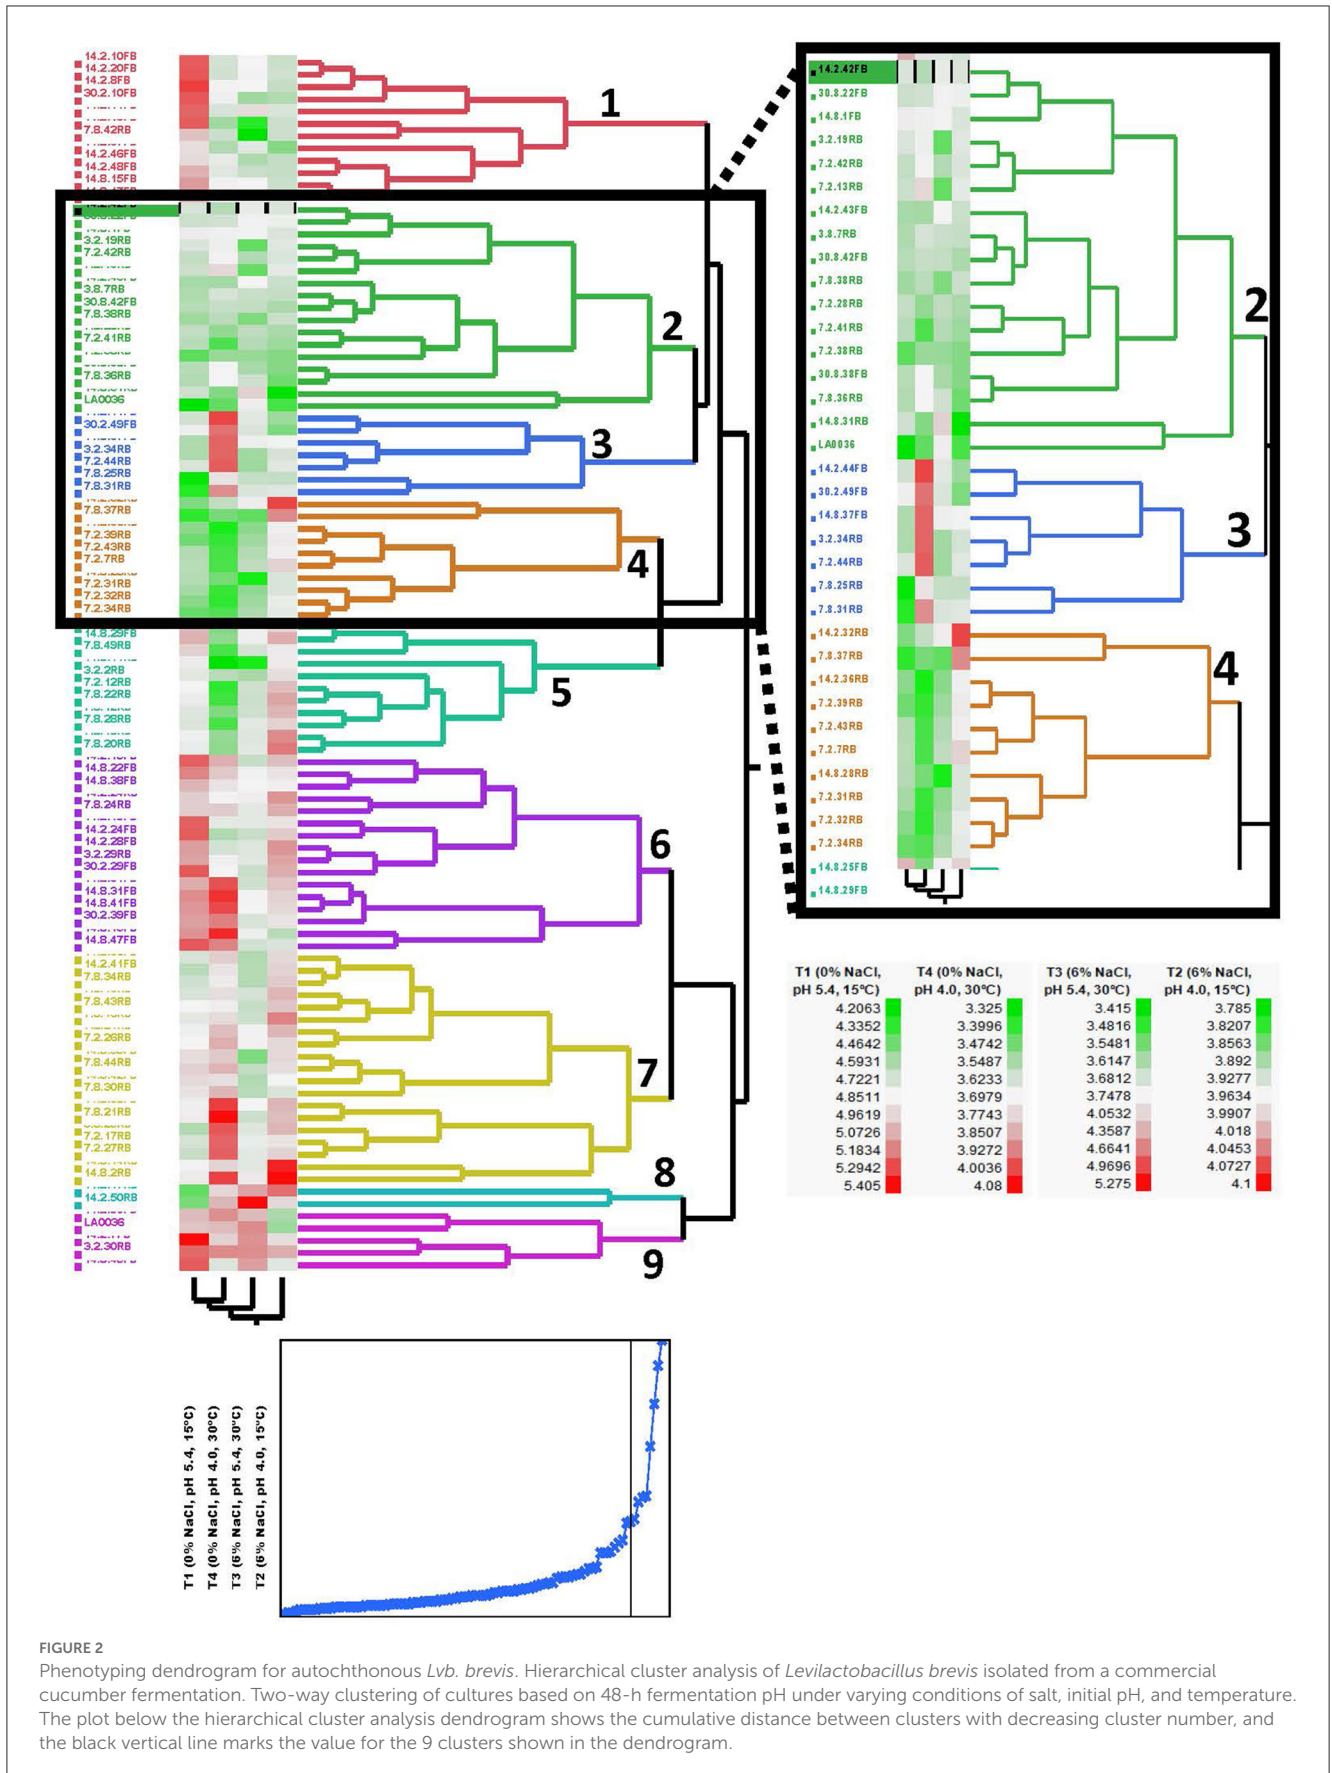 14.2.10FB
14.2.20FB
14.2.8FB
30.2.10FB
7.8.42RB
14.2.46FB
14.2.48FB
14.8.15FB
3.2.19RB
7.2.42RB
3.8.7RB
30.8.42FB
7.8.38RB
7.2.41RB
7.8.36RB
LA0036
30.2.49FB
3.2.34RB
7.2.44RB
7.8.25RB
7.8.31RB
7.8.37RB
7.2.39RB
7.2.43RB
7.2.7RB
7.2.31RB
7.2.32RB
7.2.34RB
14.8.29FB
7.8.49RB
3.2.2RB
7.2.12RB
7.8.22RB
7.8.28RB
7.8.20RB
14.8.22FB
14.8.38FB
7.8.24RB
14.2.24FB
14.2.28FB
3.2.29RB
30.2.29FB
14.8.31FB
14.8.41FB
30.2.39FB
14.8.47FB
14.2.41FB
7.8.34RB
7.8.43RB
7.2.26RB
7.8.44RB
7.8.30RB
7.8.21RB
7.2.17RB
7.2.27RB
14.8.2RB
14.2.50RB
LA0036
3.2.30RB
1
2
3
4
5
6
7
8
9
14.2.42FB
30.8.22FB
14.8.1FB
3.2.19RB
7.2.42RB
7.2.13RB
14.2.43FB
3.8.7RB
30.8.42FB
7.8.38RB
7.2.28RB
7.2.41RB
7.2.38RB
30.8.38FB
7.8.36RB
14.8.31RB
LA0036
14.2.44FB
30.2.49FB
14.8.37FB
3.2.34RB
7.2.44RB
7.8.25RB
7.8.31RB
14.2.32RB
7.8.37RB
14.2.36RB
7.2.39RB
7.2.43RB
7.2.7RB
14.8.28RB
7.2.31RB
7.2.32RB
7.2.34RB
14.8.25FB
14.8.29FB
2
3
4
T1 (0% NaCl, T4 (0% NaCl, T3 (6% NaCl, T2 (6% NaCl,
pH 5.4, 15°C) pH 4.0, 30°C) pH 5.4, 30°C) pH 4.0, 15°C)
4.2063 3.325 3.415 3.785
4.3352 3.3996 3.4816 3.8207
4.4642 3.4742 3.5481 3.8563
4.5931 3.5487 3.6147 3.892
4.7221 3.6233 3.6812 3.9277
4.8511 3.6979 3.7478 3.9634
4.9619 3.7743 4.0532 3.9907
5.0726 3.8507 4.3587 4.018
5.1834 3.9272 4.6641 4.0453
5.2942 4.0036 4.9696 4.0727
5.405 4.08 5.275 4.1
T1 (0% NaCl, pH 5.4, 15°C)
T4 (0% NaCl, pH 4.0, 30°C)
T3 (6% NaCl, pH 5.4, 30°C)
T2 (6% NaCl, pH 4.0, 15°C)
FIGURE 2
Phenotyping dendrogram for autochthonous Lvb. brevis. Hierarchical cluster analysis of Levilactobacillus brevis isolated from a commercial
cucumber fermentation. Two-way clustering of cultures based on 48-h fermentation pH under varying conditions of salt, initial pH, and temperature.
The plot below the hierarchical cluster analysis dendrogram shows the cumulative distance between clusters with decreasing cluster number, and
the black vertical line marks the value for the 9 clusters shown in the dendrogram.